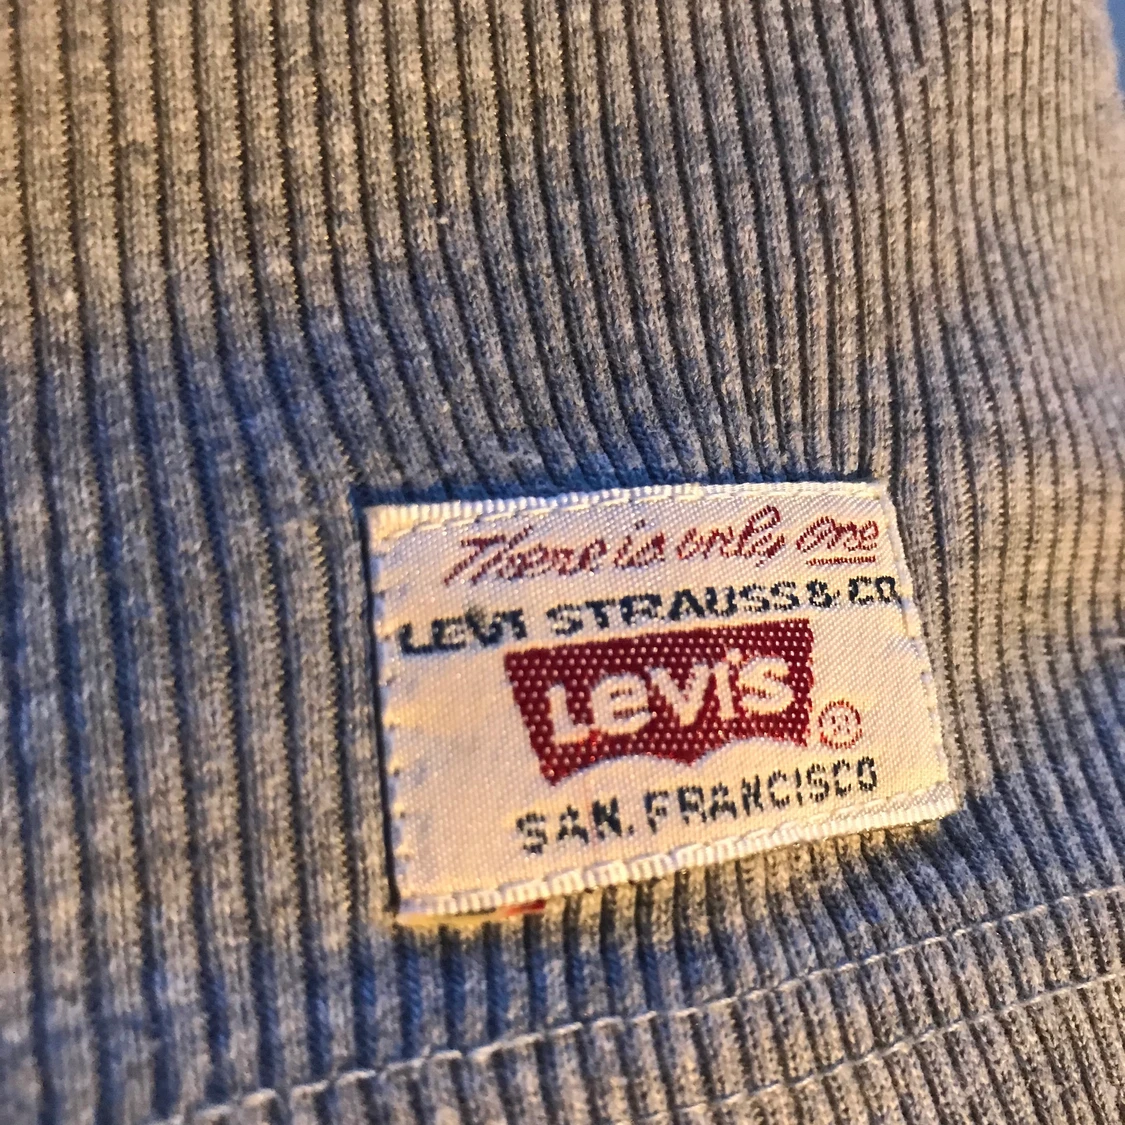 There is only one
LEVI STRAUSS & CO
Levi's ®
SAN. FRANCISCO